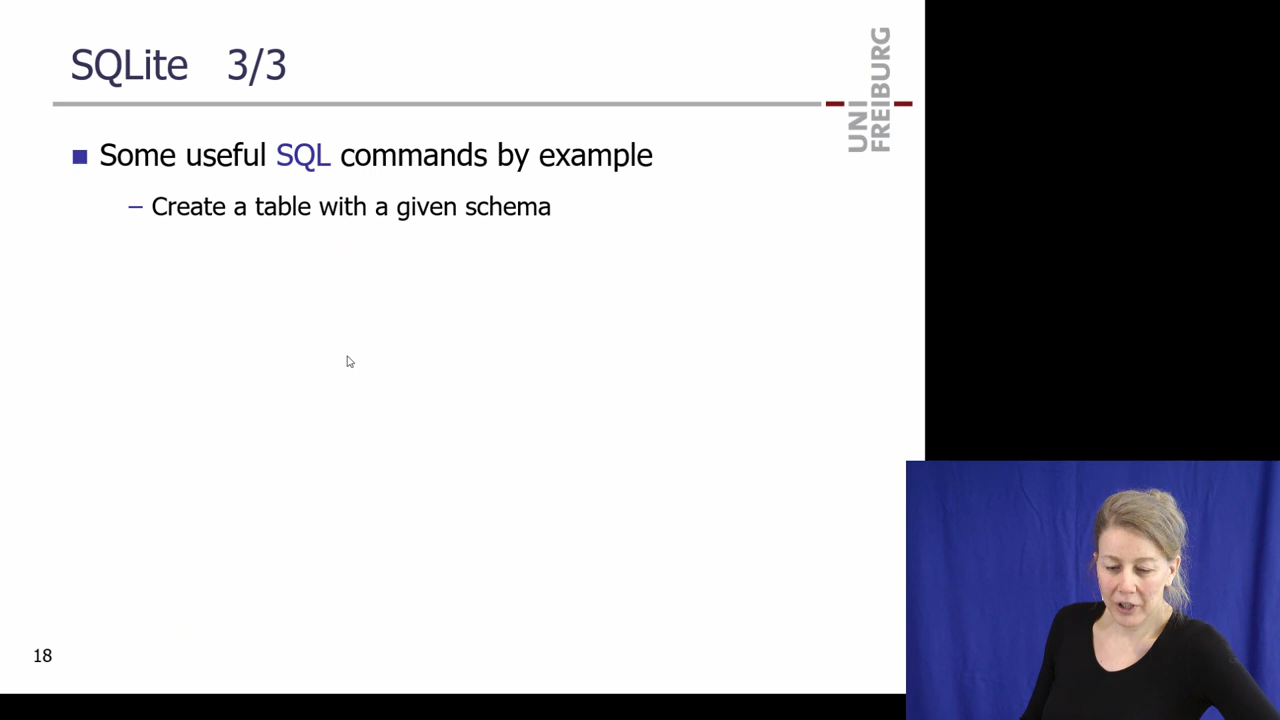 SQLite 3/3
UNI
FREIBURG
Some useful SQL commands by example
– Create a table with a given schema
18